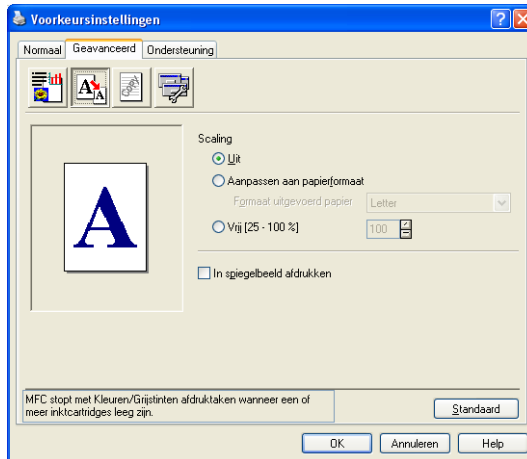 Voorkeursinstellingen
Normaal Geavanceerd Ondersteuning
A A Copy
Scaling
Uit
Aanpassen aan papierformaat
Formaat uitgevoerd papier Letter
Vrij [25 - 100 %] 100
A
In spiegelbeeld afdrukken
MFC stopt met Kleuren/Grijstinten afdruktaken wanneer een of
meer inktcartridges leeg zijn.
Standaard
OK Annuleren Help